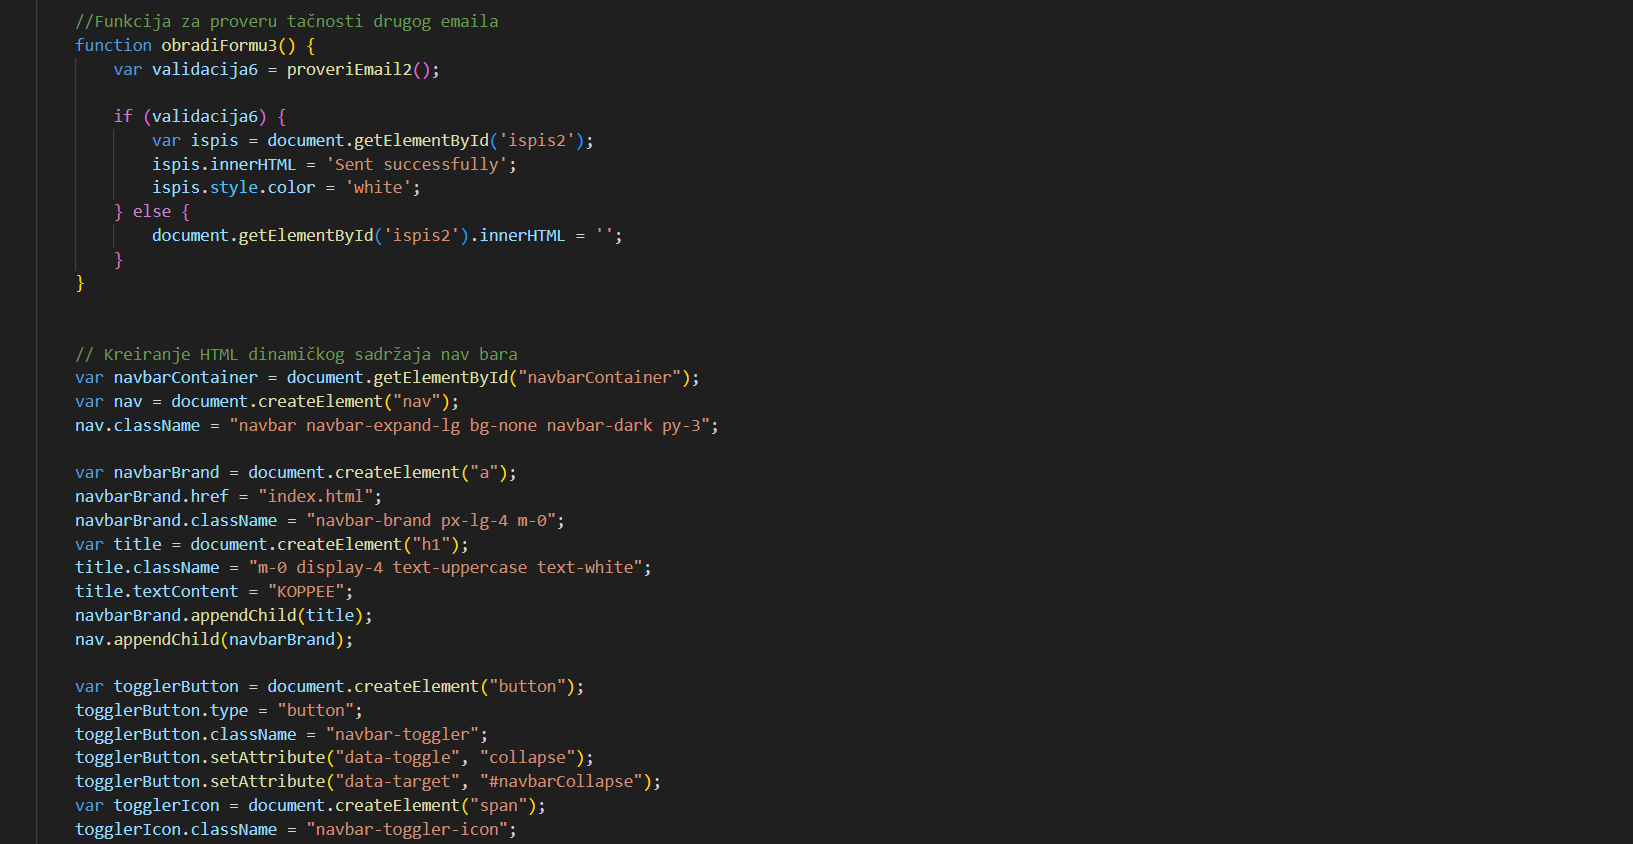 //Funkcija za proveru tačnosti drugog emaila
function obradiFormu3() {
    var validacija6 = proveriEmail2();
    if (validacija6) {
        var ispis = document.getElementById('ispis2');
        ispis.innerHTML = 'Sent successfully';
        ispis.style.color = 'white';
    } else {
        document.getElementById('ispis2').innerHTML = '';
    }
}
// Kreiranje HTML dinamičkog sadržaja nav bara
var navbarContainer = document.getElementById("navbarContainer");
var nav = document.createElement("nav");
nav.className = "navbar navbar-expand-lg bg-none navbar-dark py-3";
var navbarBrand = document.createElement("a");
navbarBrand.href = "index.html";
navbarBrand.className = "navbar-brand px-lg-4 m-0";
var title = document.createElement("h1");
title.className = "m-0 display-4 text-uppercase text-white";
title.textContent = "KOPPEE";
navbarBrand.appendChild(title);
nav.appendChild(navbarBrand);
var togglerButton = document.createElement("button");
togglerButton.type = "button";
togglerButton.className = "navbar-toggler";
togglerButton.setAttribute("data-toggle", "collapse");
togglerButton.setAttribute("data-target", "#navbarCollapse");
var togglerIcon = document.createElement("span");
togglerIcon.className = "navbar-toggler-icon";